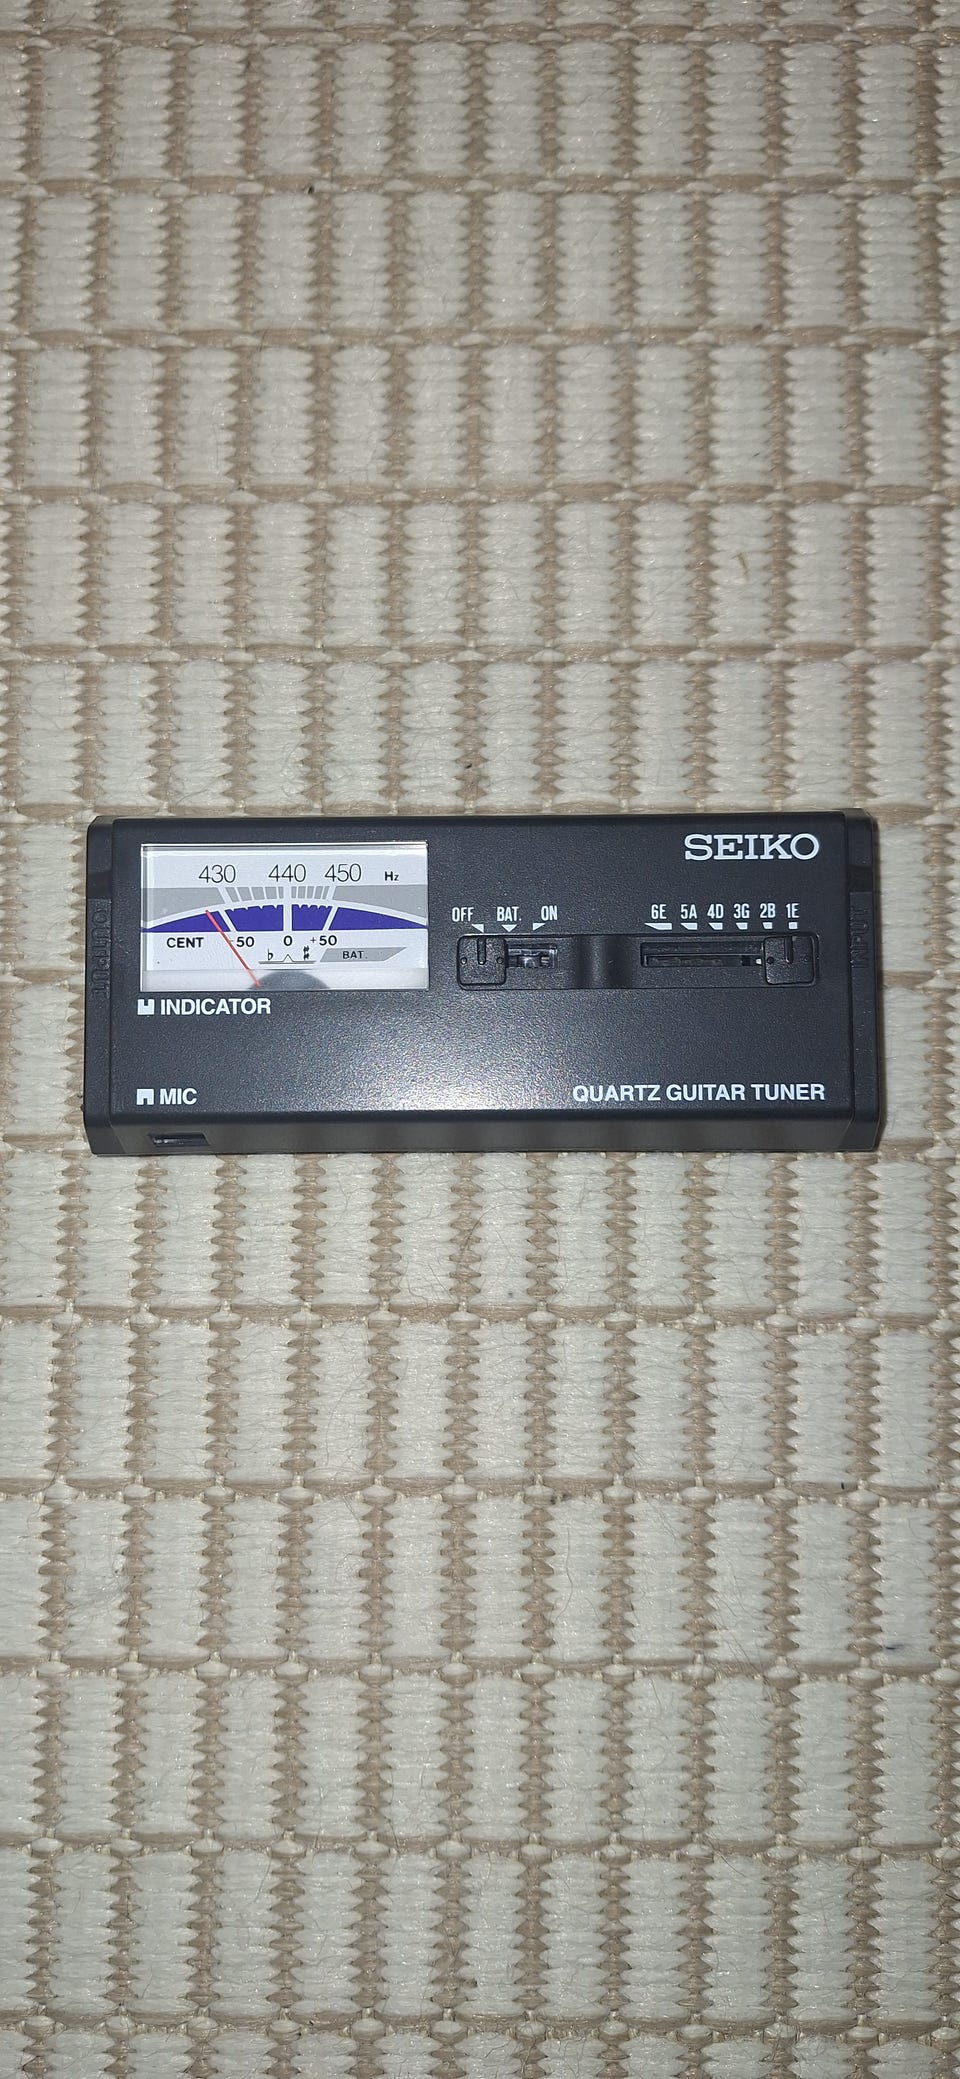 SEIKO
430 440 450 Hz
CENT -50 0 +50
♭ ♯ BAT.
OFF BAT. ON
6E 5A 4D 3G 2B 1E
INDICATOR
MIC
QUARTZ GUITAR TUNER
OUTPUT
INPUT